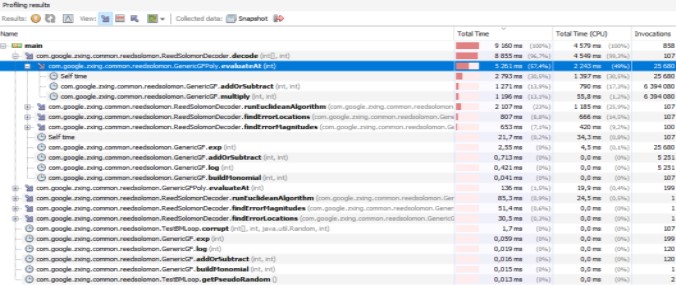 Profiling results
Results: View: Collected data: Snapshot
Name Total Time Total Time (CPU) Invocations
main 9 160 ms (100%) 4 579 ms (100%) 858
com.google.zxing.common.reedsolomon.ReedSolomonDecoder.decode (int[], int) 8 855 ms (96,7%) 4 549 ms (99,3%) 107
com.google.zxing.common.reedsolomon.GenericGFPoly.evaluateAt (int) 5 261 ms (57,4%) 2 243 ms (49%) 25 680
Self time 2 793 ms (30,5%) 1 397 ms (30,5%) 25 680
com.google.zxing.common.reedsolomon.GenericGF.addOrSubtract (int, int) 1 271 ms (13,9%) 790 ms (17,3%) 6 394 080
com.google.zxing.common.reedsolomon.GenericGF.multiply (int, int) 1 196 ms (13,1%) 55,8 ms (1,2%) 6 394 080
com.google.zxing.common.reedsolomon.ReedSolomonDecoder.runEuclideanAlgorithm (com.google.zxing.common.reedsolomon. 2 107 ms (23%) 1 185 ms (25,9%) 107
com.google.zxing.common.reedsolomon.ReedSolomonDecoder.findErrorLocations (com.google.zxing.common.reedsolomon.Gene 807 ms (8,8%) 666 ms (14,5%) 107
com.google.zxing.common.reedsolomon.ReedSolomonDecoder.findErrorMagnitudes (com.google.zxing.common.reedsolomon.Ge 653 ms (7,1%) 420 ms (9,2%) 100
Self time 21,7 ms (0,2%) 34,3 ms (0,8%) 107
com.google.zxing.common.reedsolomon.GenericGF.exp (int) 2,55 ms (0%) 4,5 ms (0,1%) 25 680
com.google.zxing.common.reedsolomon.GenericGF.addOrSubtract (int, int) 0,713 ms (0%) 0,0 ms (0%) 5 251
com.google.zxing.common.reedsolomon.GenericGF.log (int) 0,421 ms (0%) 0,0 ms (0%) 5 251
com.google.zxing.common.reedsolomon.GenericGF.buildMonomial (int, int) 0,041 ms (0%) 0,0 ms (0%) 107
com.google.zxing.common.reedsolomon.GenericGFPoly.evaluateAt (int) 136 ms (1,5%) 19,9 ms (0,4%) 199
com.google.zxing.common.reedsolomon.ReedSolomonDecoder.runEuclideanAlgorithm (com.google.zxing.common.reedsolomon.Ger 85,3 ms (0,9%) 24,5 ms (0,5%) 1
com.google.zxing.common.reedsolomon.ReedSolomonDecoder.findErrorMagnitudes (com.google.zxing.common.reedsolomon.Gener 51,4 ms (0,6%) 0,0 ms (0%) 1
com.google.zxing.common.reedsolomon.ReedSolomonDecoder.findErrorLocations (com.google.zxing.common.reedsolomon.GenericG 30,5 ms (0,3%) 0,0 ms (0%) 1
com.google.zxing.common.reedsolomon.TestBMLoop.corrupt (int[], int, java.util.Random, int) 1,7 ms (0%) 0,0 ms (0%) 107
com.google.zxing.common.reedsolomon.GenericGF.exp (int) 0,059 ms (0%) 0,0 ms (0%) 199
com.google.zxing.common.reedsolomon.GenericGF.log (int) 0,019 ms (0%) 0,0 ms (0%) 120
com.google.zxing.common.reedsolomon.GenericGF.addOrSubtract (int, int) 0,016 ms (0%) 0,0 ms (0%) 120
com.google.zxing.common.reedsolomon.GenericGF.buildMonomial (int, int) 0,015 ms (0%) 0,0 ms (0%) 1
com.google.zxing.common.reedsolomon.TestBMLoop.getPseudoRandom () 0,013 ms (0%) 0,0 ms (0%) 2